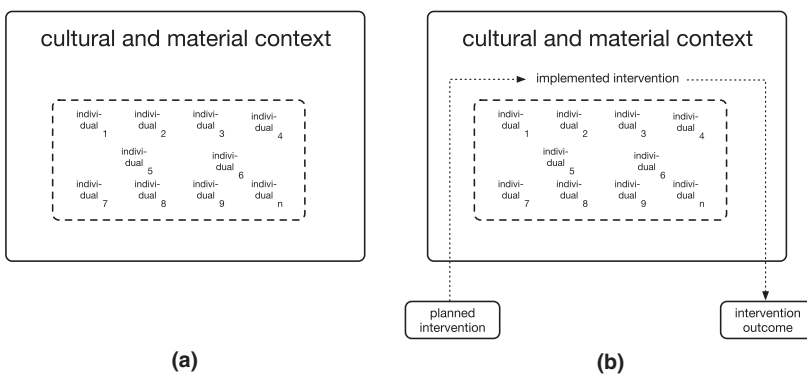 cultural and material context
indivi-
dual 1
indivi-
dual 2
indivi-
dual 3
indivi-
dual 4
indivi-
dual 5
indivi-
dual 6
indivi-
dual 7
indivi-
dual 8
indivi-
dual 9
indivi-
dual n
(a)
cultural and material context
implemented intervention
indivi-
dual 1
indivi-
dual 2
indivi-
dual 3
indivi-
dual 4
indivi-
dual 5
indivi-
dual 6
indivi-
dual 7
indivi-
dual 8
indivi-
dual 9
indivi-
dual n
planned
intervention
intervention
outcome
(b)